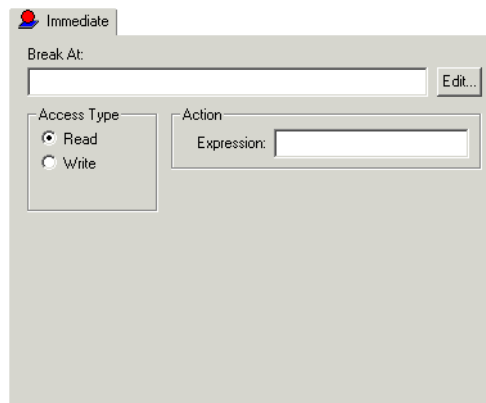 Immediate
Break At:
Edit...
Access Type
Read
Write
Action
Expression: